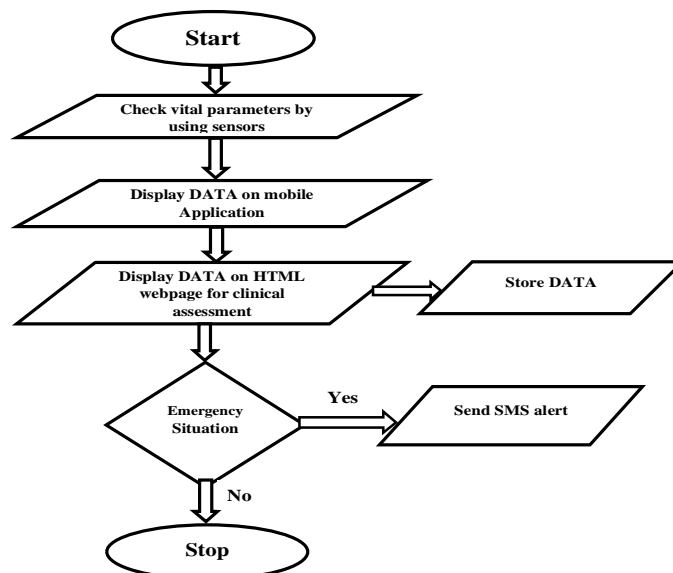 Start
Check vital parameters by
using sensors
Display DATA on mobile
Application
Display DATA on HTML
webpage for clinical
assessment
Store DATA
Emergency
Situation
Yes
Send SMS alert
No
Stop